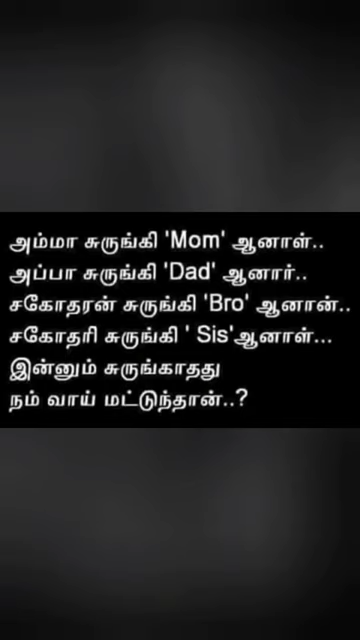 அம்மா சுருங்கி 'Mom' ஆனாள்..
அப்பா சுருங்கி 'Dad' ஆனார்..
சகோதரன் சுருங்கி 'Bro' ஆனான்..
சகோதரி சுருங்கி ' Sis'ஆனாள்...
இன்னும் சுருங்காதது
நம் வாய் மட்டுந்தான்..?